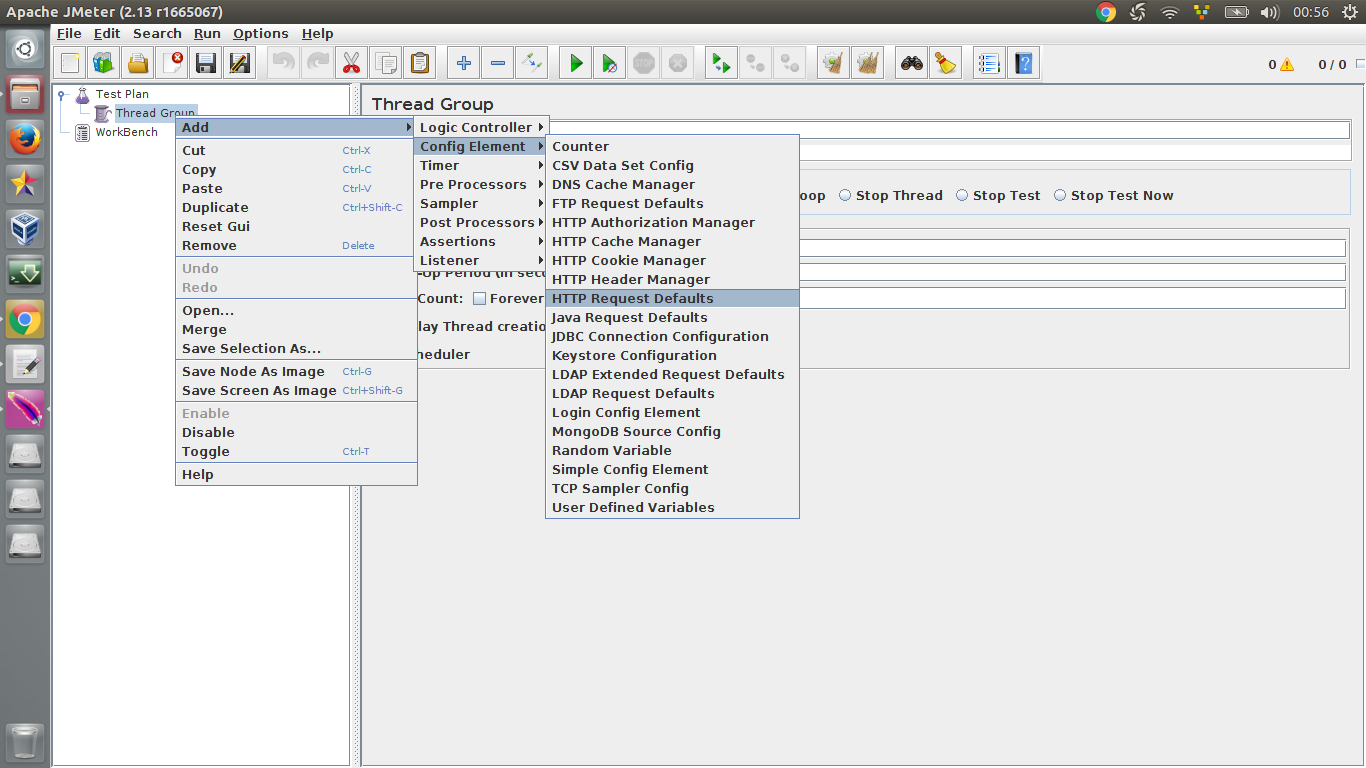 Apache JMeter (2.13 r1665067)
00:56
File Edit Search Run Options Help
0 0 / 0
Test Plan
Thread Group
WorkBench
Thread Group
Add
Cut Ctrl-X
Copy Ctrl-C
Paste Ctrl-V
Duplicate Ctrl+Shift-C
Reset Gui
Remove Delete
Undo
Redo
Open...
Merge
Save Selection As...
Save Node As Image Ctrl-G
Save Screen As Image Ctrl+Shift-G
Enable
Disable
Toggle Ctrl-T
Help
Logic Controller
Config Element
Timer
Pre Processors
Sampler
Post Processors
Assertions
Listener
Counter
CSV Data Set Config
DNS Cache Manager
FTP Request Defaults
HTTP Authorization Manager
HTTP Cache Manager
HTTP Cookie Manager
HTTP Header Manager
HTTP Request Defaults
Java Request Defaults
JDBC Connection Configuration
Keystore Configuration
LDAP Extended Request Defaults
LDAP Request Defaults
Login Config Element
MongoDB Source Config
Random Variable
Simple Config Element
TCP Sampler Config
User Defined Variables
oop Stop Thread Stop Test Stop Test Now
-Op Period (in seco
Count: Forever
lay Thread creatio
heduler